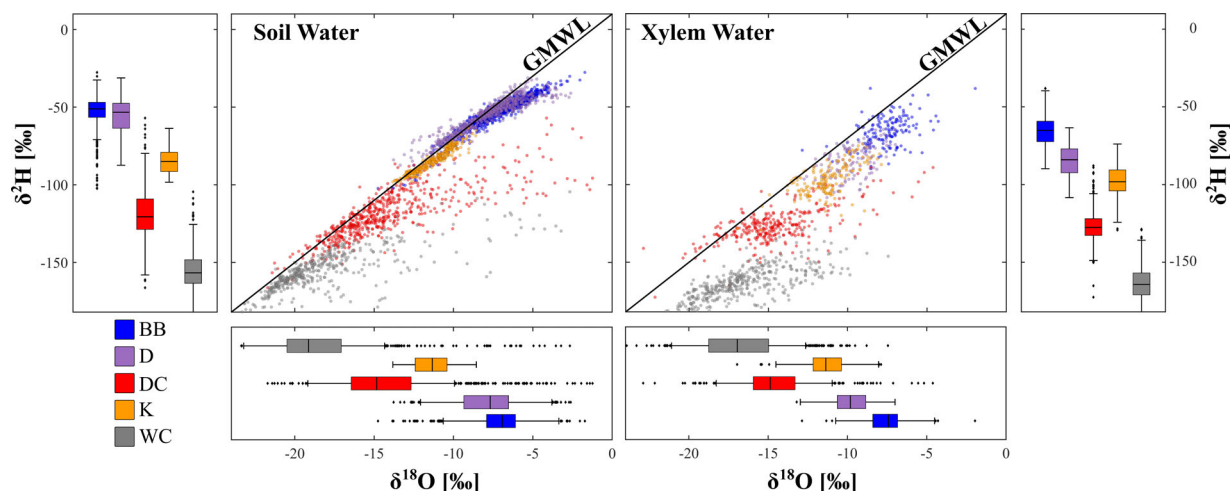 Soil Water
GMWL
Xylem Water
GMWL
0
-50
-100
-150
δ²H [‰]
0
-50
-100
-150
δ²H [‰]
BB
D
DC
K
WC
-20
-15
-10
-5
0
δ¹⁸O [‰]
-20
-15
-10
-5
0
δ¹⁸O [‰]